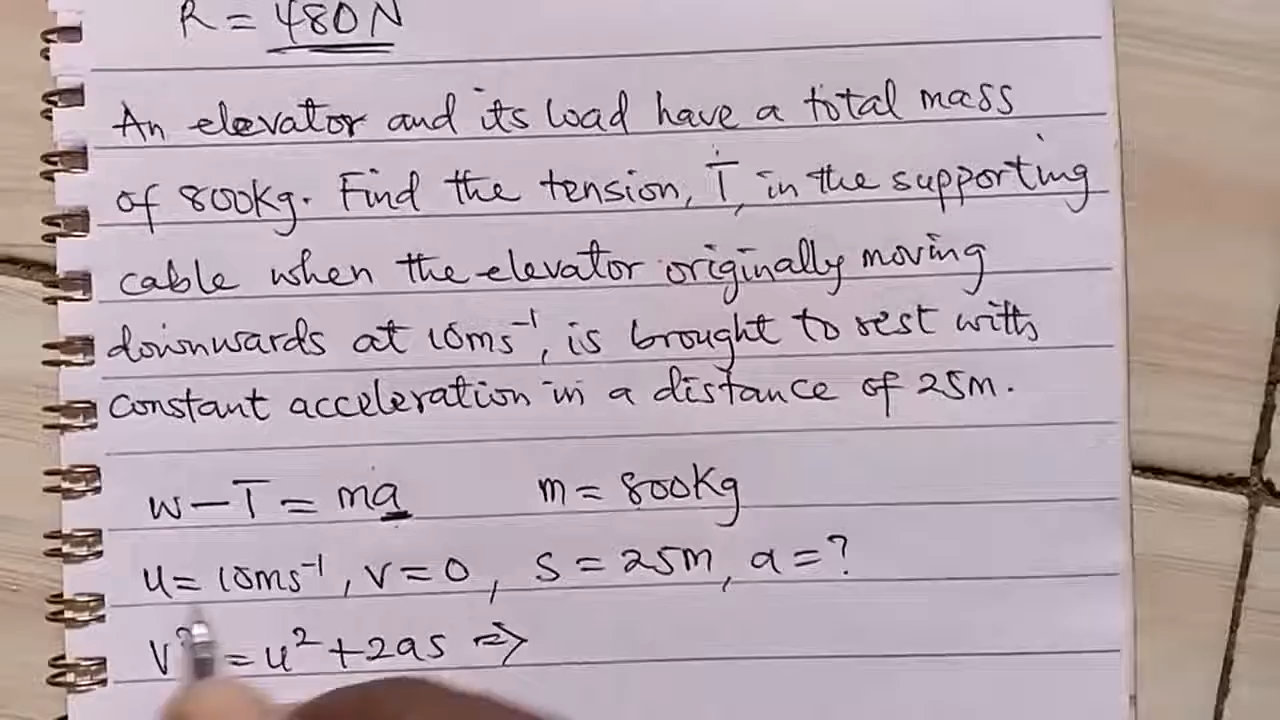 R = 480N
An elevator and its load have a total mass
of 800kg. Find the tension, T, in the supporting
cable when the elevator originally moving
downwards at 10ms⁻¹, is brought to rest with
constant acceleration in a distance of 25m.
w – T = ma m = 800kg
u = 10ms⁻¹, v = 0, s = 25m, a = ?
v² = u² + 2as ⇒